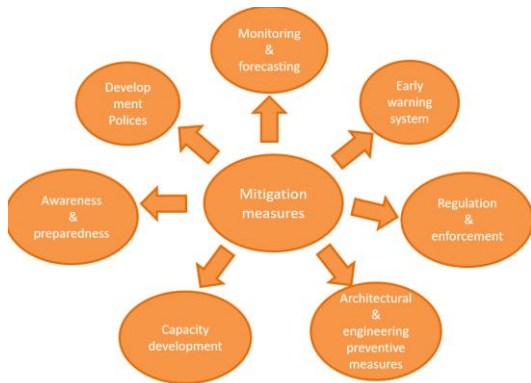 Monitoring
&
forecasting
Early
warning
system
Regulation
&
enforcement
Architectural
&
engineering
preventive
measures
Capacity
development
Awareness
&
preparedness
Develop
ment
Polices
Mitigation
measures